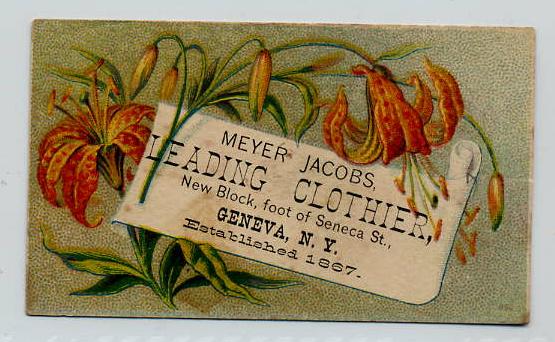 MEYER JACOBS,
LEADING CLOTHIER,
New Block, foot of Seneca St.,
GENEVA, N. Y.
Established 1867.